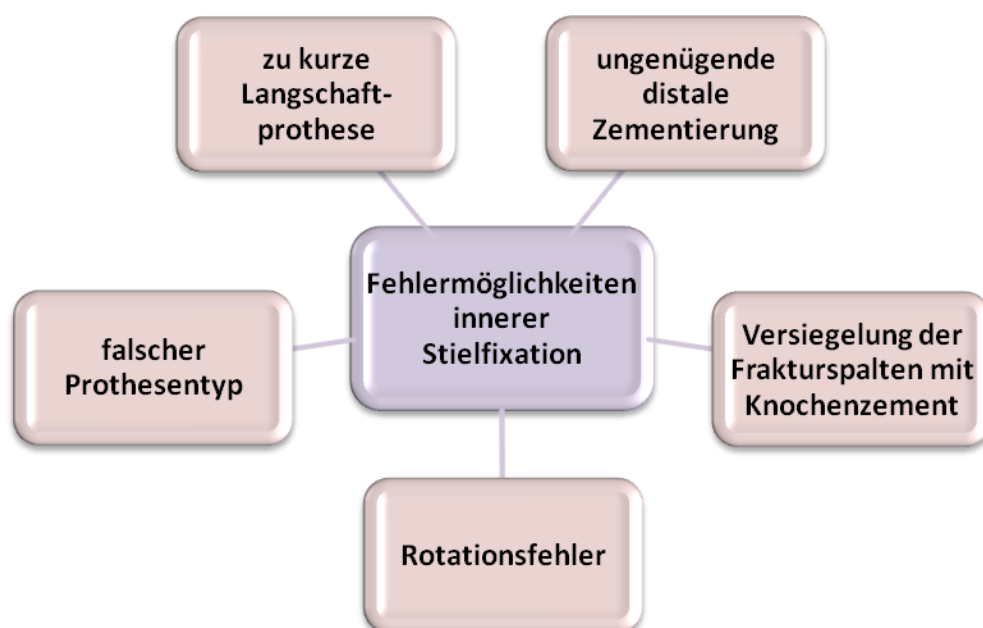 zu kurze
Langschaft-
prothese
ungenügende
distale
Zementierung
Fehlermöglichkeiten
innerer
Stielfixation
falscher
Prothesentyp
Versiegelung der
Frakturspalten mit
Knochenzement
Rotationsfehler